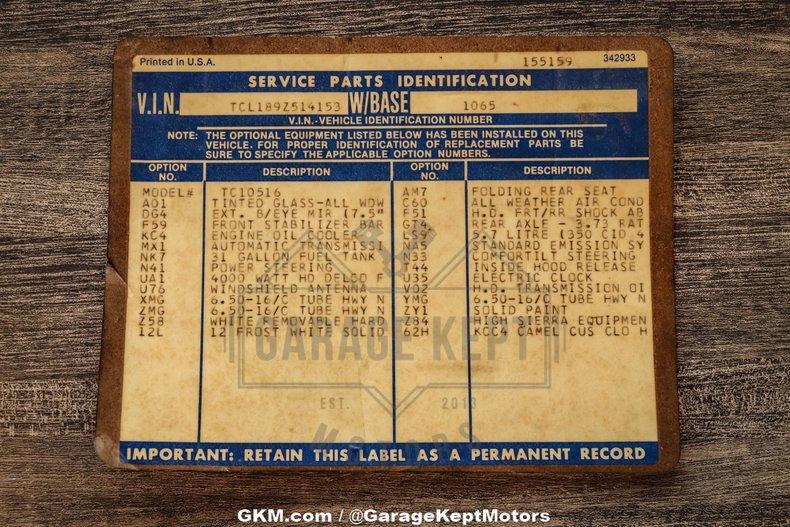 Printed in U.S.A. 155159 342933
SERVICE PARTS IDENTIFICATION
V.I.N. TCL189Z514153 W/BASE 1065
V.I.N.-VEHICLE IDENTIFICATION NUMBER
NOTE: THE OPTIONAL EQUIPMENT LISTED BELOW HAS BEEN INSTALLED ON THIS
VEHICLE. FOR PROPER IDENTIFICATION OF REPLACEMENT PARTS BE
SURE TO SPECIFY THE APPLICABLE OPTION NUMBERS.
OPTION NO. DESCRIPTION OPTION NO. DESCRIPTION
MODEL# TC10516 AM7 FOLDING REAR SEAT
A01 TINTED GLASS-ALL WDW C60 ALL WEATHER AIR COND
DG4 EXT. B/EYE MIR (7.5" F51 H.D. FRT/RR SHOCK AB
F59 FRONT STABILIZER BAR GT4 REAR AXLE - 3.73 RAT
KC4 ENGINE OIL COOLER LS9 5.7 LITRE (350 CID 4
MX1 AUTOMATIC TRANSMISSI NA5 STANDARD EMISSION SY
NK7 31 GALLON FUEL TANK N33 COMFORTILT STEERING
N41 POWER STEERING T44 INSIDE HOOD RELEASE
UA1 4000 WATT HD DELCO U35 ELECTRIC CLOCK
U76 WINDSHIELD ANTENNA V02 H.D. TRANSMISSION OI
XMG 6.50-16/C TUBE HWY N YMG 6.50-16/C TUBE HWY N
ZMG 6.50-16/C TUBE HWY N ZY1 SOLID PAINT
Z58 WHITE REMOVABLE HARD Z84 HIGH SIERRA EQUIPMEN
12L 12 FROST WHITE SOLID 62H KCC4 CAMEL CUS CLO H
GARAGE KEPT
EST. 2013
MOTORS
IMPORTANT: RETAIN THIS LABEL AS A PERMANENT RECORD
GKM.com / @GarageKeptMotors